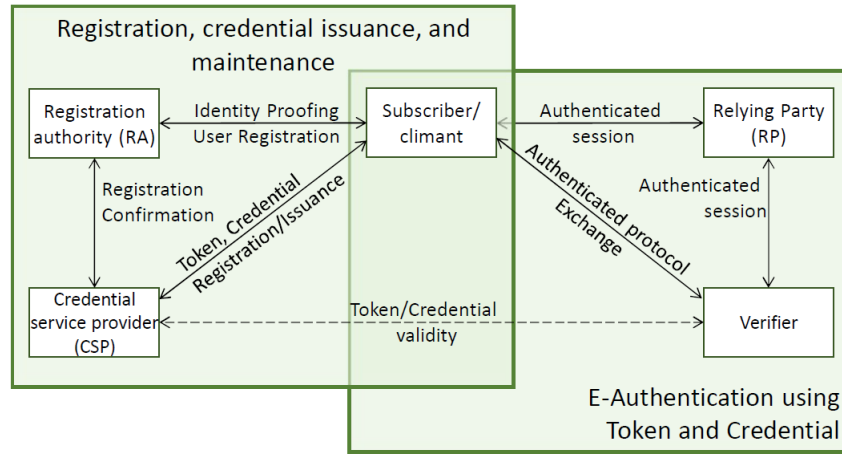 Registration, credential issuance, and
maintenance
Registration
authority (RA)
Identity Proofing
User Registration
Subscriber/
climant
Authenticated
session
Relying Party
(RP)
Registration
Confirmation
Token, Credential
Registration/Issuance
Authenticated protocol
Exchange
Authenticated
session
Credential
service provider
(CSP)
Token/Credential
validity
Verifier
E-Authentication using
Token and Credential